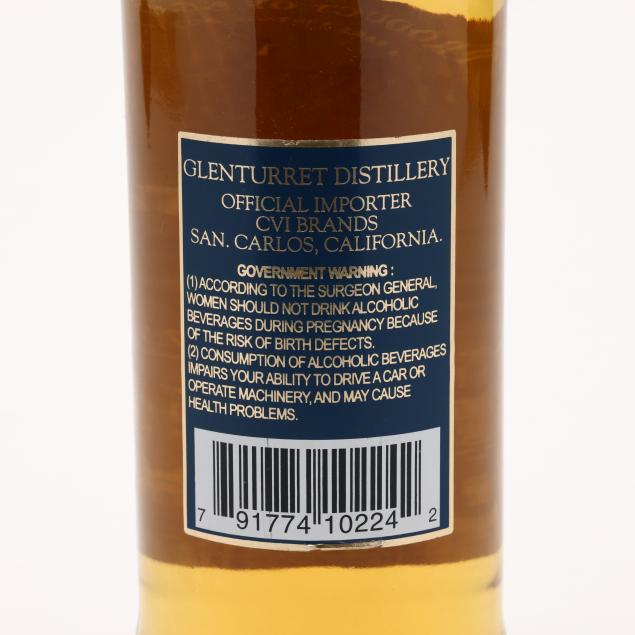 GLENTURRET DISTILLERY
OFFICIAL IMPORTER
CVI BRANDS
SAN. CARLOS, CALIFORNIA.
GOVERNMENT WARNING :
(1) ACCORDING TO THE SURGEON GENERAL,
WOMEN SHOULD NOT DRINK ALCOHOLIC
BEVERAGES DURING PREGNANCY BECAUSE
OF THE RISK OF BIRTH DEFECTS.
(2) CONSUMPTION OF ALCOHOLIC BEVERAGES
IMPAIRS YOUR ABILITY TO DRIVE A CAR OR
OPERATE MACHINERY, AND MAY CAUSE
HEALTH PROBLEMS.
7 91774 10224 2